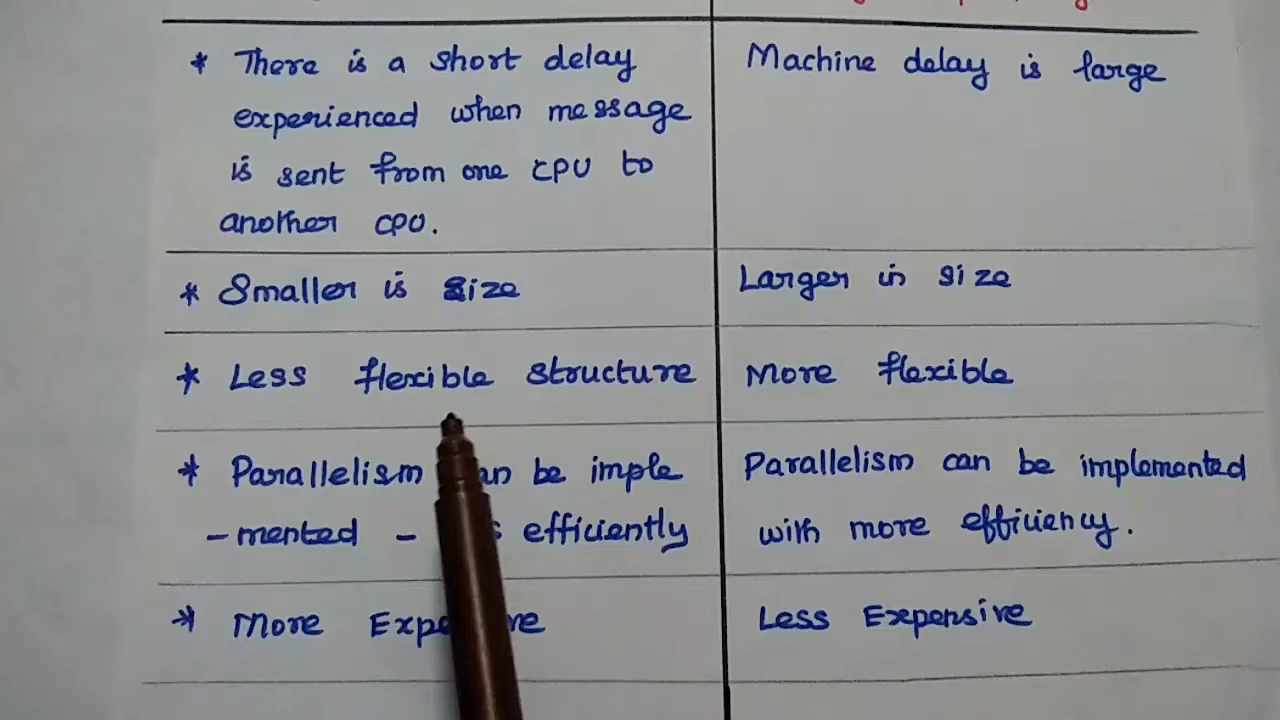 * There is a short delay
experienced when message
is sent from one CPU to
another CPU.
Machine delay is large
* Smaller is size
Larger in size
* Less flexible structure
More flexible
* Parallelism be imple
-mented - efficiently
Parallelism can be implemented
with more efficiency.
* More
Less Expensive